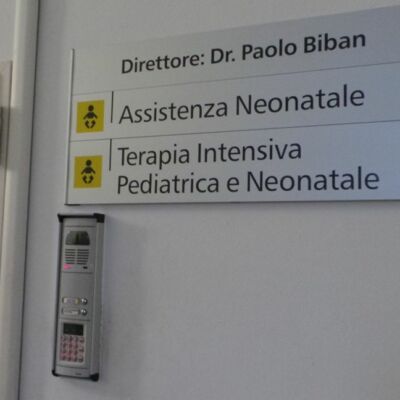 Direttore: Dr. Paolo Biban
Assistenza Neonatale
Terapia Intensiva
Pediatrica e Neonatale